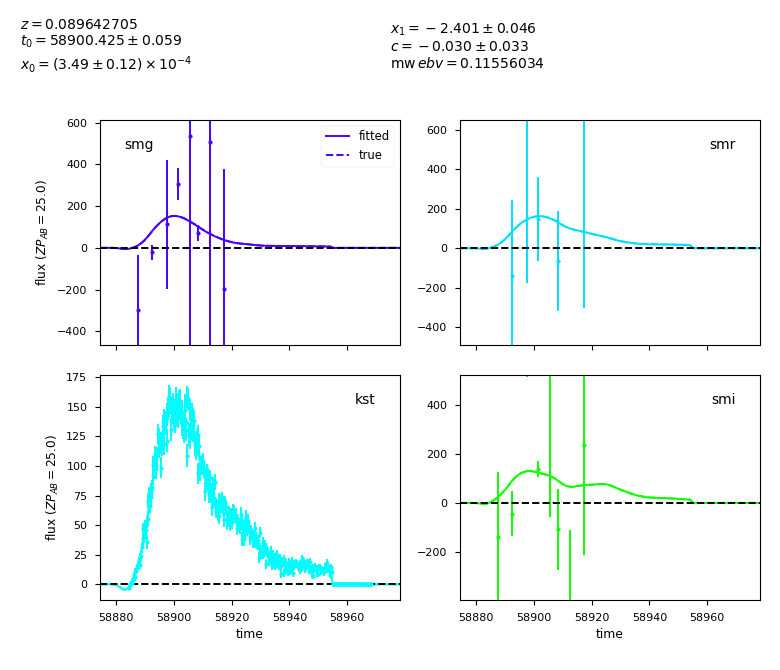 z = 0.089642705
t₀ = 58900.425 ± 0.059
x₀ = (3.49 ± 0.12) × 10⁻⁴
x₁ = −2.401 ± 0.046
c = −0.030 ± 0.033
mw ebv = 0.11556034
smg
fitted
true
600
400
200
0
−200
−400
flux (ZP_AB = 25.0)
smr
600
400
200
0
−200
−400
kst
175
150
125
100
75
50
25
0
flux (ZP_AB = 25.0)
58880 58900 58920 58940 58960
time
smi
400
200
0
−200
58880 58900 58920 58940 58960
time